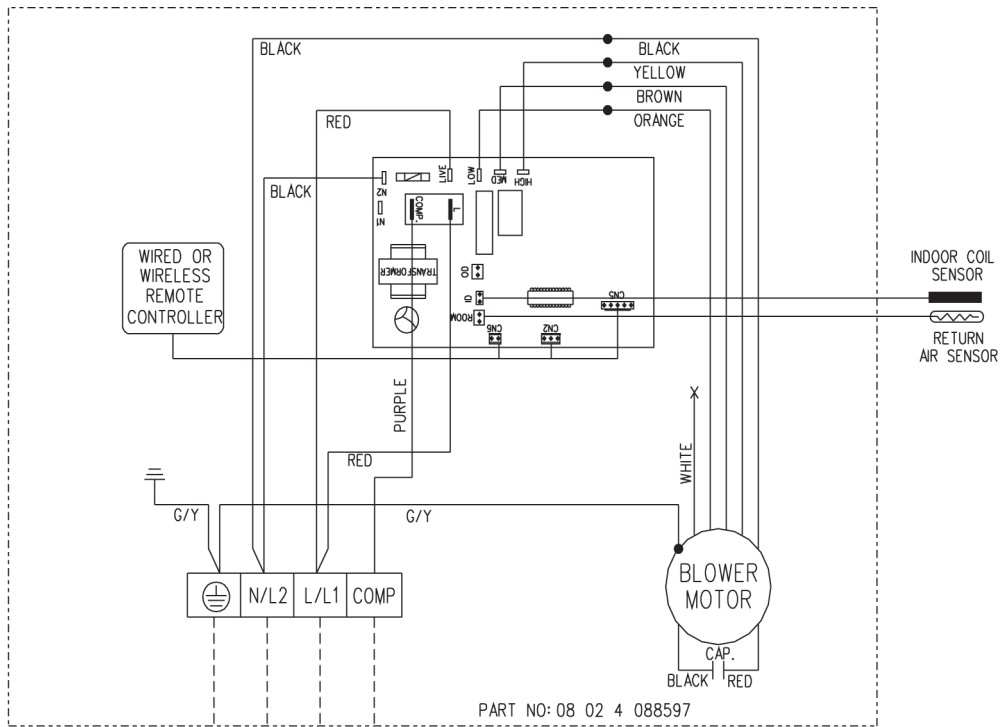 BLACK
BLACK
YELLOW
BROWN
ORANGE
RED
BLACK
N2
N1
LIVE
LOW
MED
HIGH
COMP.
L
TRANSFORMER
OD
ID
ROOM
CN6
CN2
CN5
WIRED OR
WIRELESS
REMOTE
CONTROLLER
INDOOR COIL
SENSOR
RETURN
AIR SENSOR
PURPLE
RED
WHITE
X
G/Y
G/Y
N/L2
L/L1
COMP
BLOWER
MOTOR
CAP.
BLACK
RED
PART NO: 08 02 4 088597